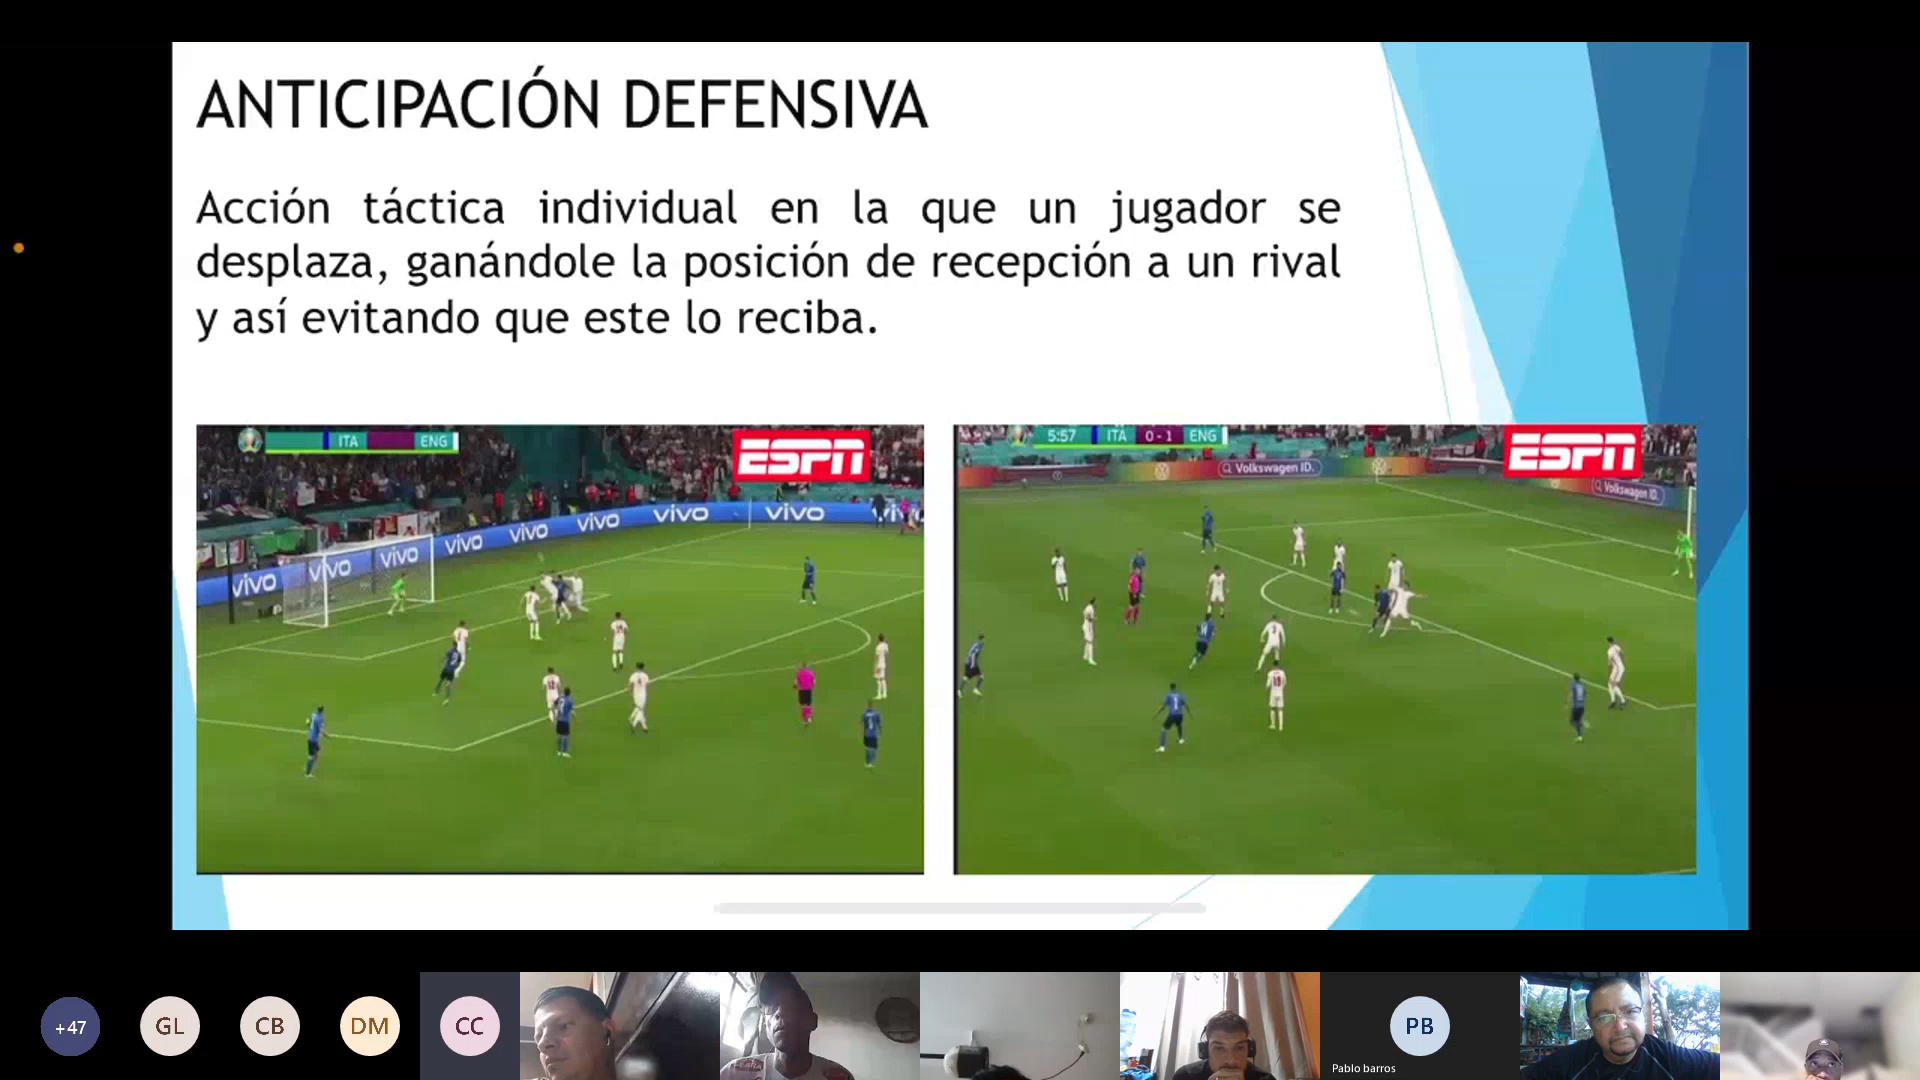 ANTICIPACIÓN DEFENSIVA
Acción táctica individual en la que un jugador se
desplaza, ganándole la posición de recepción a un rival
y así evitando que este lo reciba.
ITA ENG
ESPN
vivo vivo vivo vivo vivo vivo vivo vivo
5:57 ITA 0 - 1 ENG
ESPN
Volkswagen ID.
Volkswagen ID.
+47
GL
CB
DM
CC
PB
Pablo barros